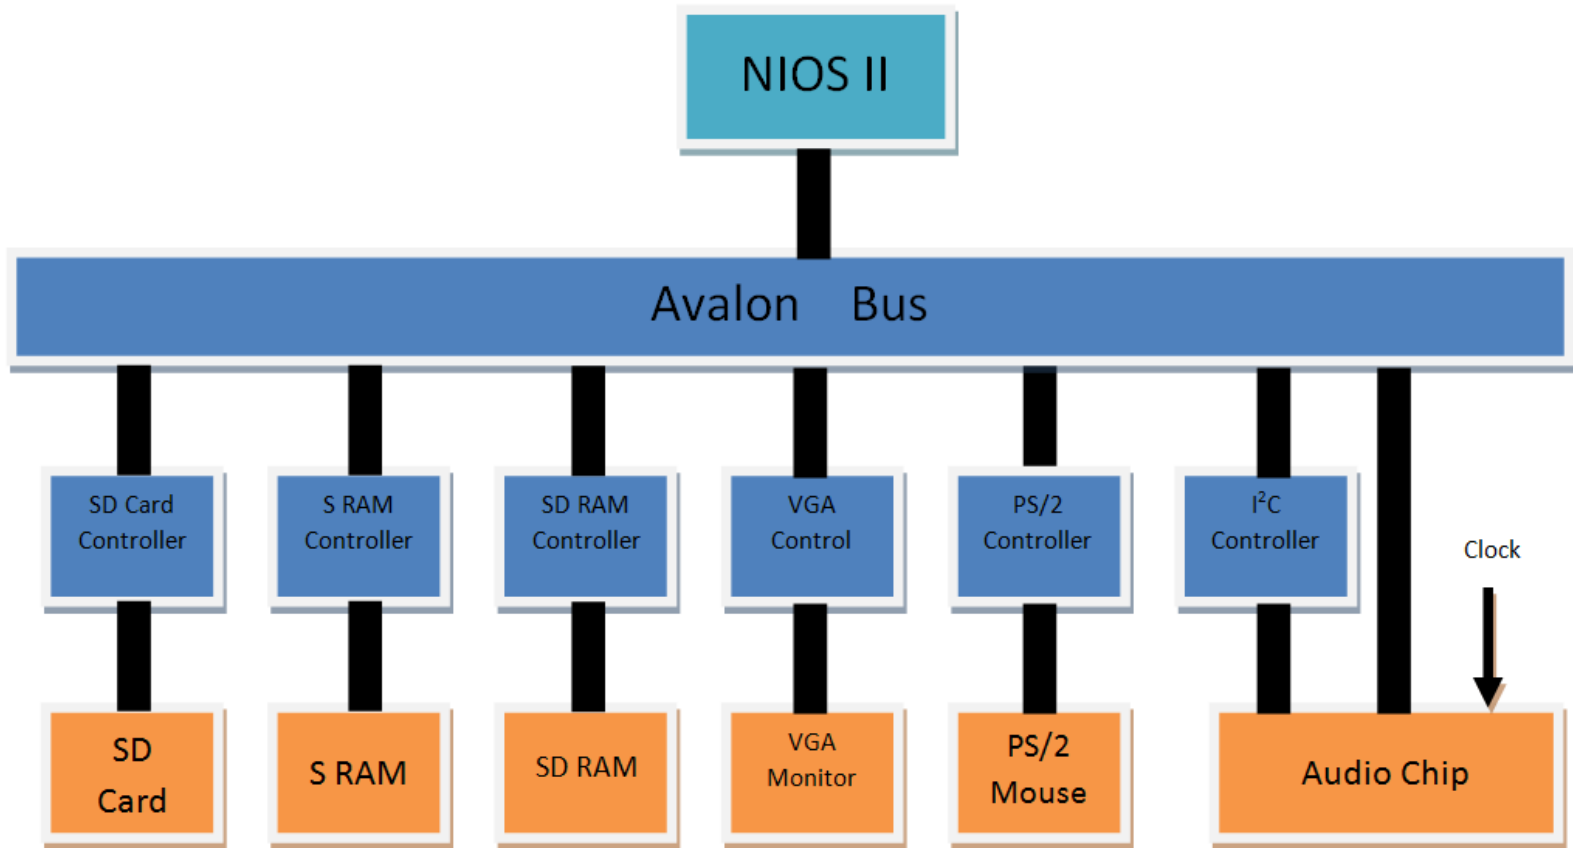 NIOS II
Avalon Bus
SD Card
Controller
S RAM
Controller
SD RAM
Controller
VGA
Control
PS/2
Controller
I²C
Controller
Clock
SD
Card
S RAM
SD RAM
VGA
Monitor
PS/2
Mouse
Audio Chip